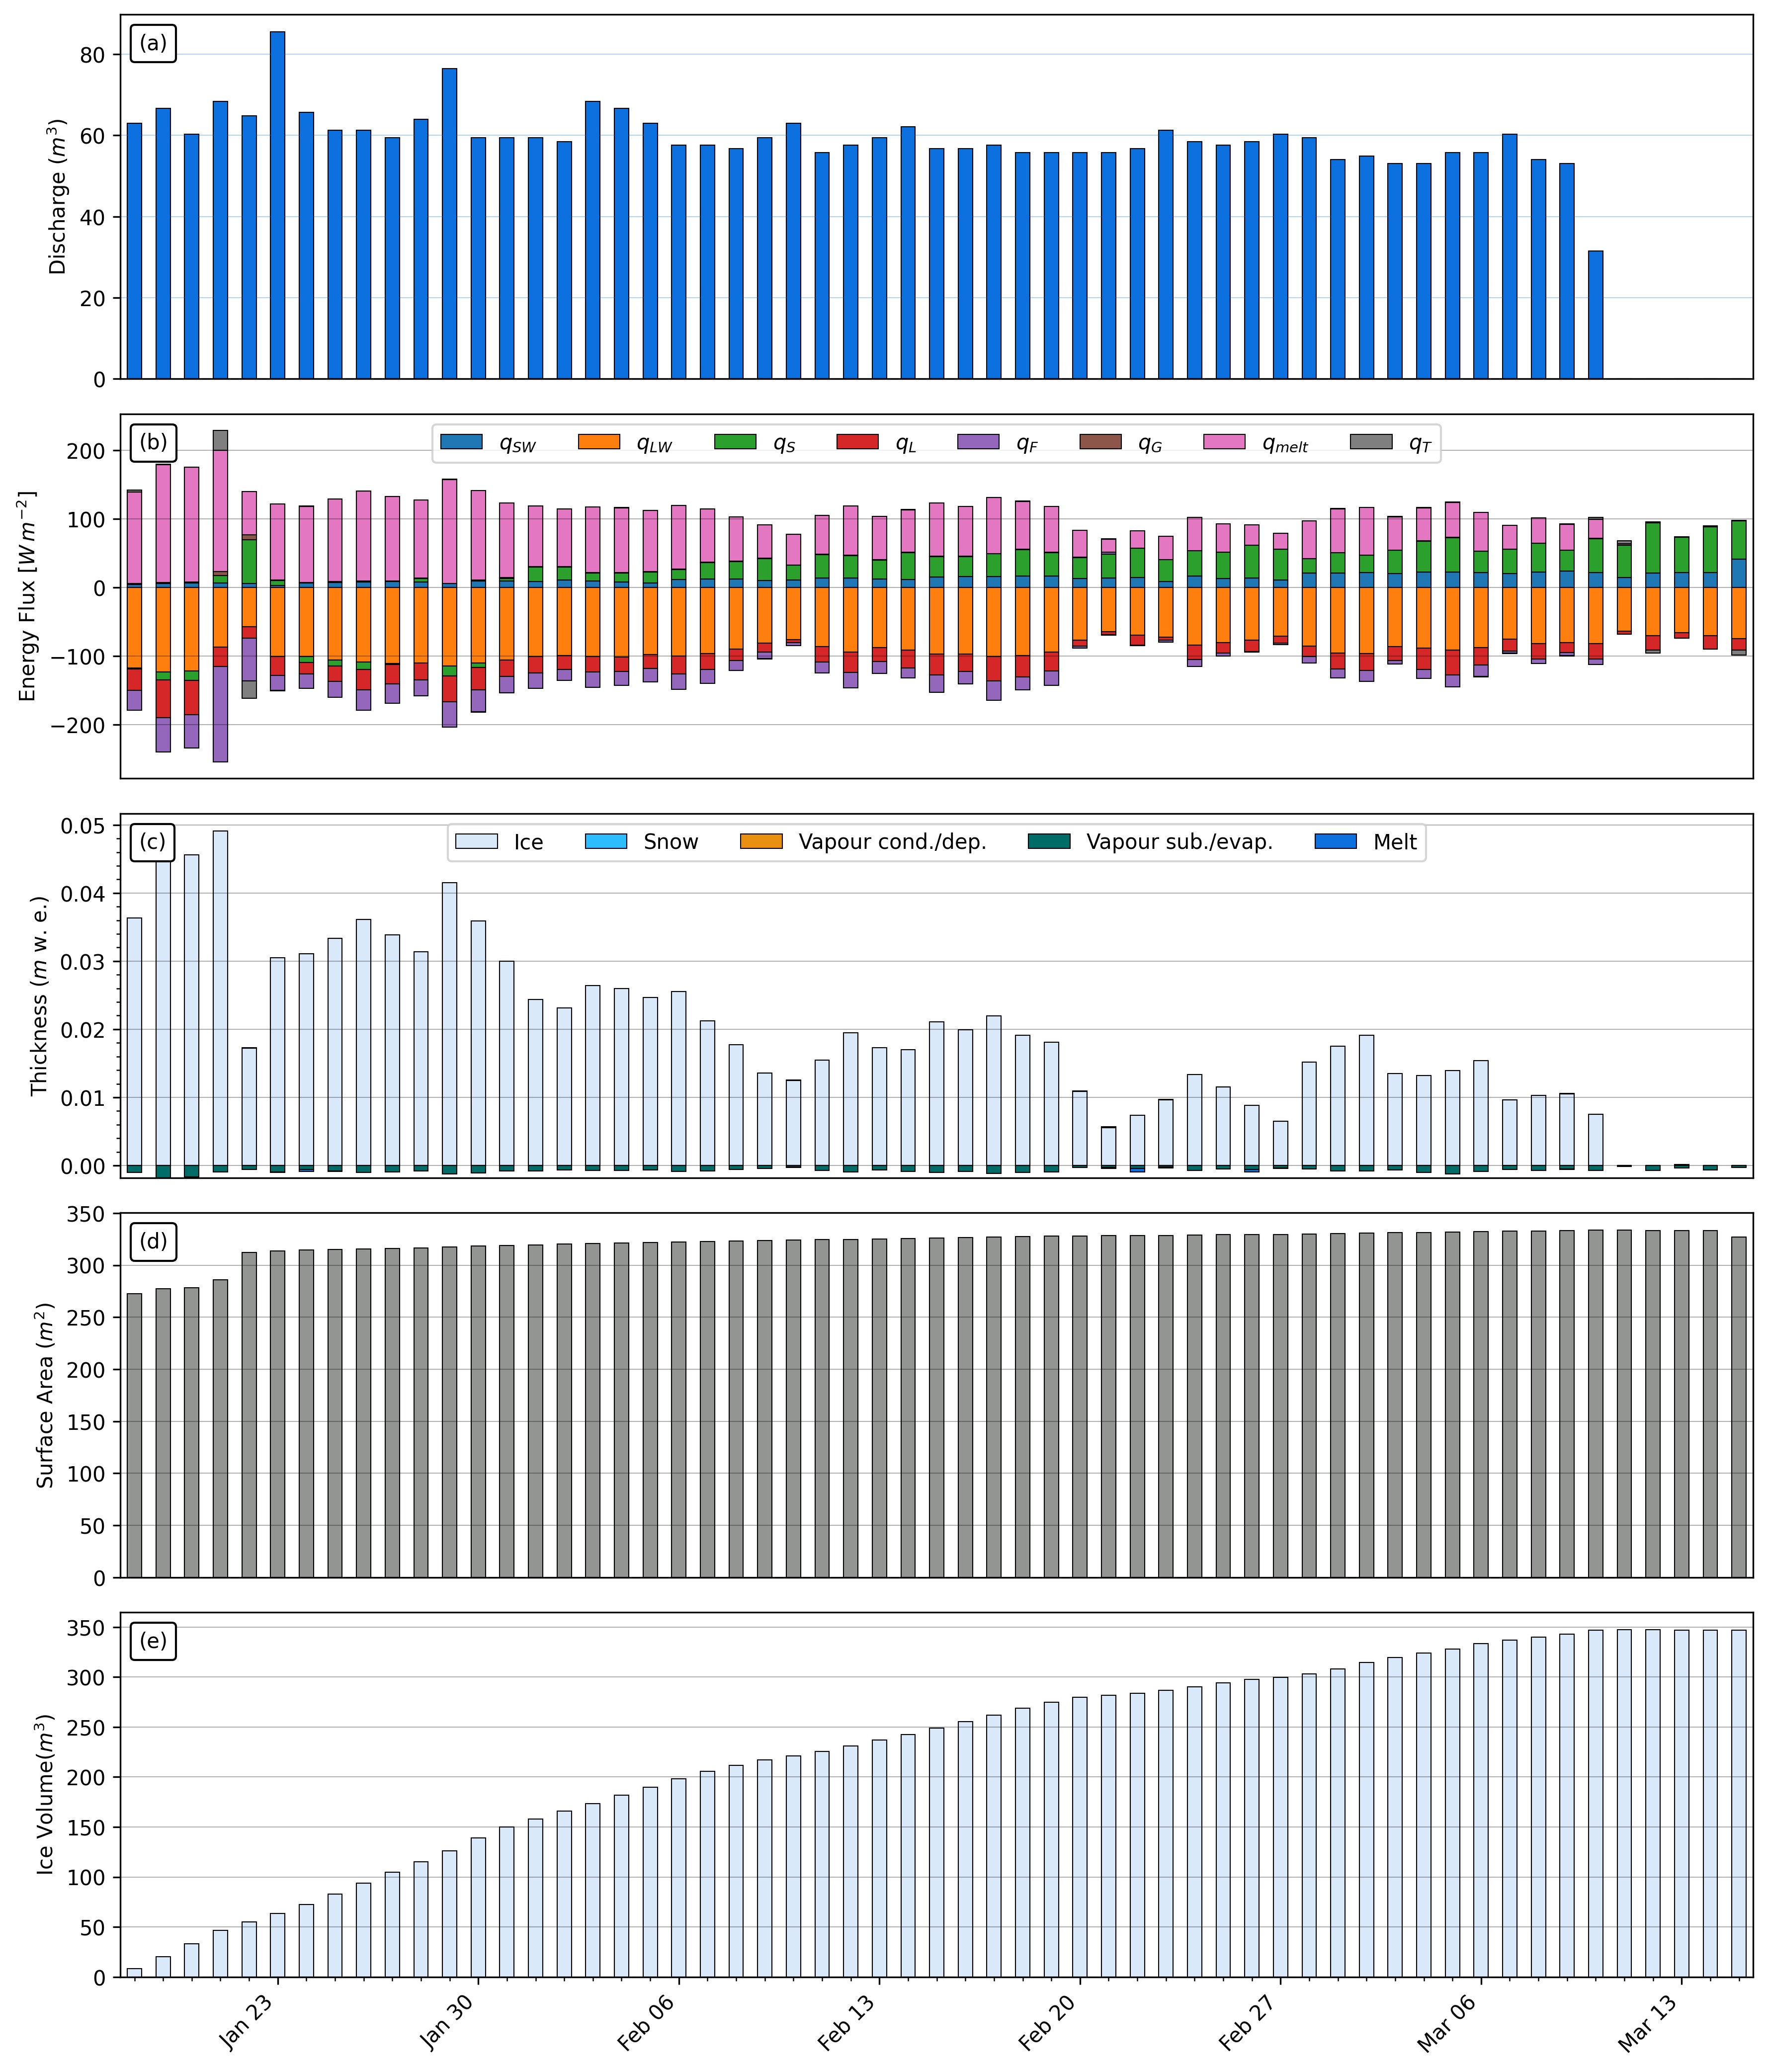 (a)
Discharge (m³)
80
60
40
20
0
(b)
q_SW q_LW q_S q_L q_F q_G q_melt q_T
Energy Flux [W m⁻²]
200
100
0
−100
−200
(c)
Ice Snow Vapour cond./dep. Vapour sub./evap. Melt
Thickness (m w. e.)
0.05
0.04
0.03
0.02
0.01
0.00
(d)
Surface Area (m²)
350
300
250
200
150
100
50
0
(e)
Ice Volume(m³)
350
300
250
200
150
100
50
0
Jan 23 Jan 30 Feb 06 Feb 13 Feb 20 Feb 27 Mar 06 Mar 13